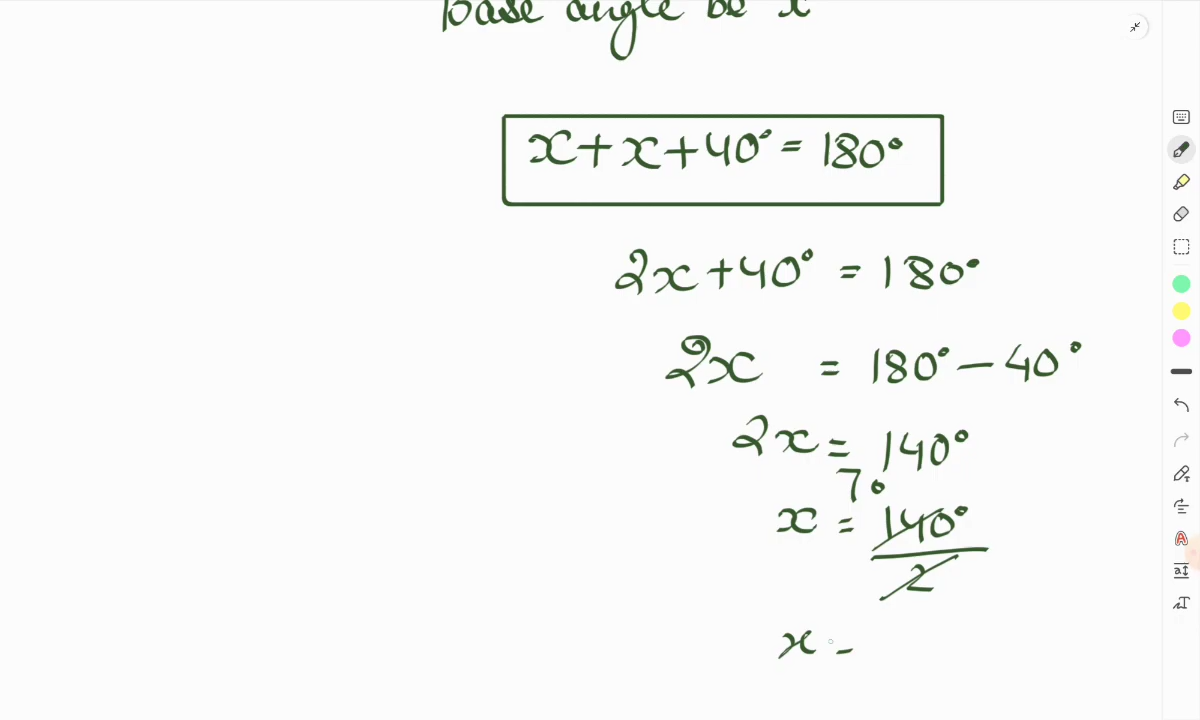 Base angle be x
x+x+40°=180°
2x+40°=180°
2x = 180°-40°
2x=140°
70
x=140°/2
x=